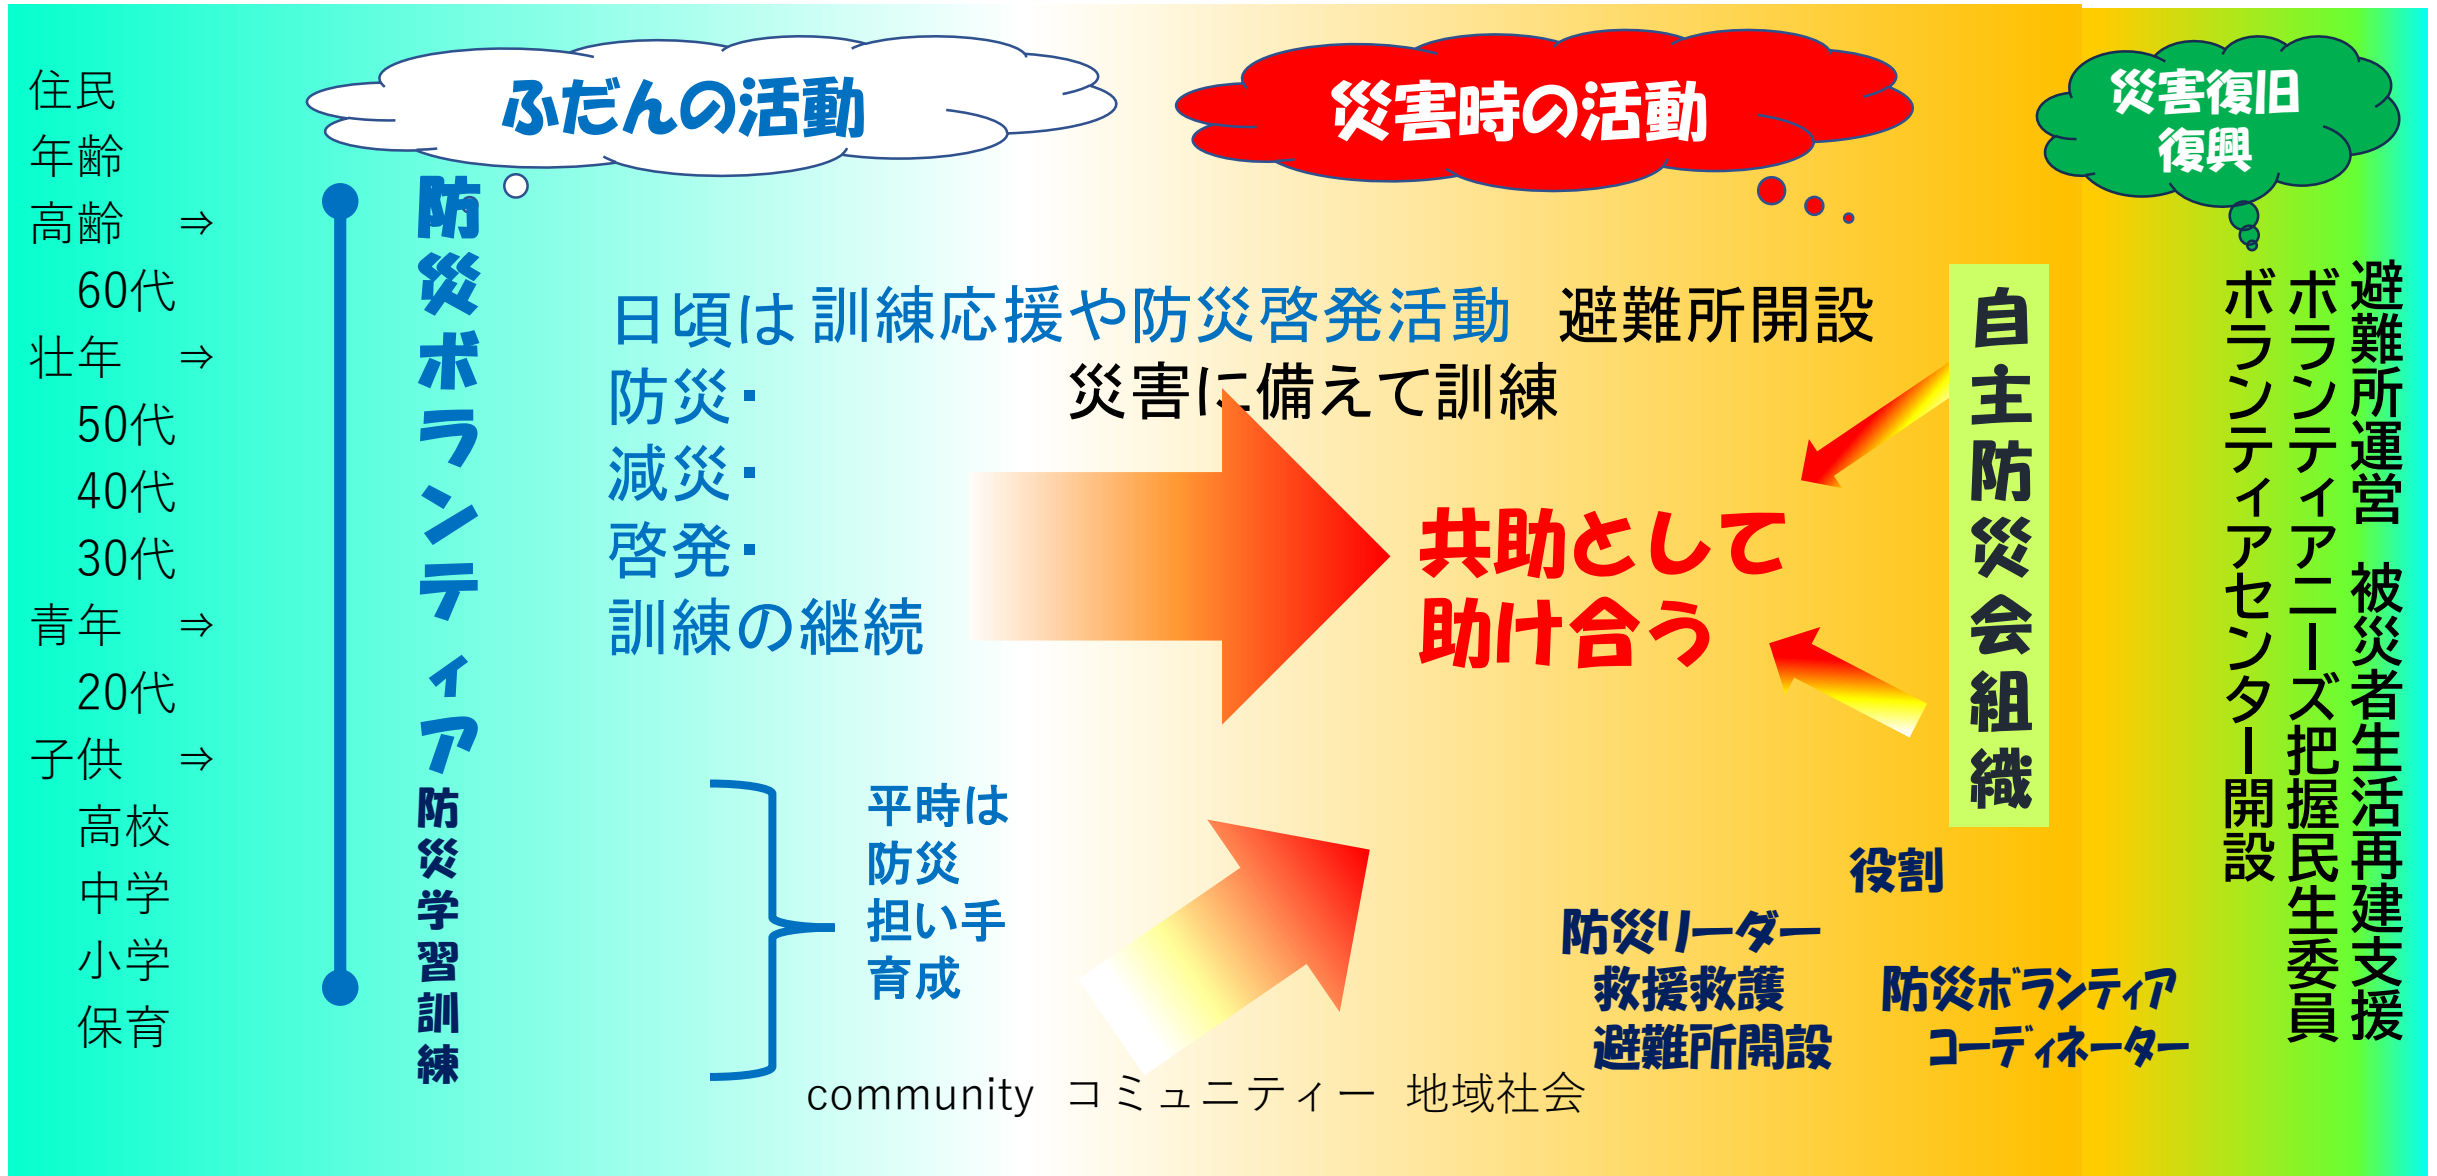 ふだんの活動
災害時の活動
災害復旧
復興
住民
年齢
高齢　⇒
60代
壮年　⇒
50代
40代
30代
青年　⇒
20代
子供　⇒
高校
中学
小学
保育
防災ボランティア
防災学習訓練
日頃は
訓練応援や防災啓発活動
避難所開設
災害に備えて訓練
防災・
減災・
啓発・
訓練の継続
共助として
助け合う
自主防災会組織
平時は
防災
担い手
育成
役割
防災リーダー
救援救護
避難所開設
防災ボランティア
コーディネーター
避難所運営 被災者生活再建支援
ボランティアニーズ把握民生委員
ボランティアセンター開設
community コミュニティー 地域社会